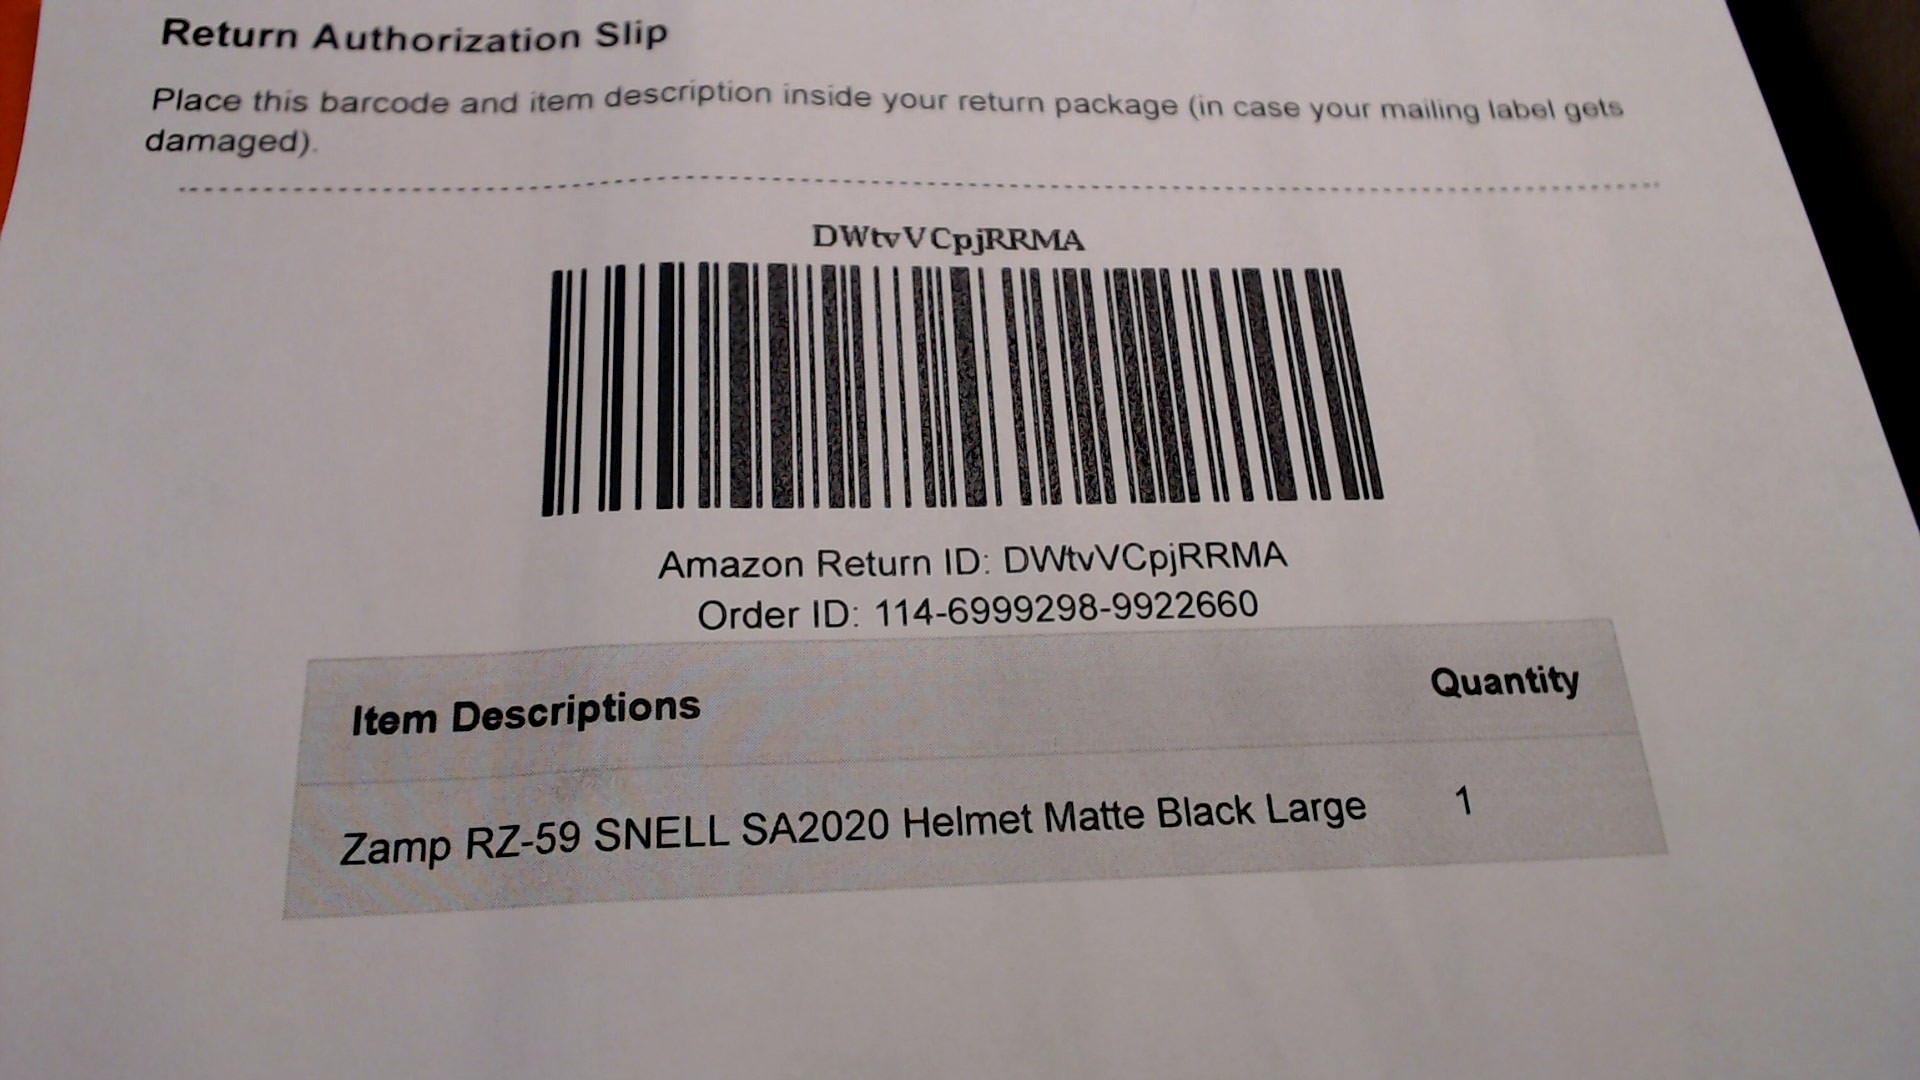 Return Authorization Slip
Place this barcode and item description inside your return package (in case your mailing label gets
damaged).
DWtvVCpjRRMA
Amazon Return ID: DWtvVCpjRRMA
Order ID: 114-6999298-9922660
Item Descriptions Quantity
Zamp RZ-59 SNELL SA2020 Helmet Matte Black Large 1